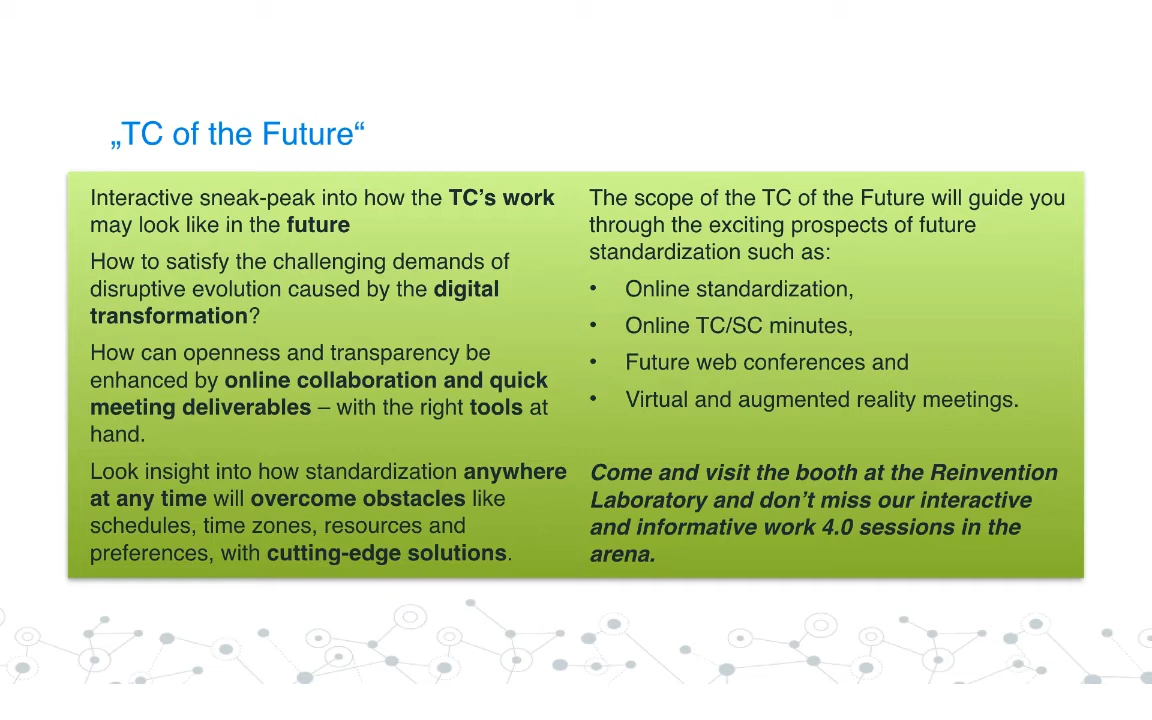 „TC of the Future“
Interactive sneak-peak into how the TC’s work
may look like in the future
How to satisfy the challenging demands of
disruptive evolution caused by the digital
transformation?
How can openness and transparency be
enhanced by online collaboration and quick
meeting deliverables – with the right tools at
hand.
Look insight into how standardization anywhere
at any time will overcome obstacles like
schedules, time zones, resources and
preferences, with cutting-edge solutions.
The scope of the TC of the Future will guide you
through the exciting prospects of future
standardization such as:
• Online standardization,
• Online TC/SC minutes,
• Future web conferences and
• Virtual and augmented reality meetings.
Come and visit the booth at the Reinvention
Laboratory and don’t miss our interactive
and informative work 4.0 sessions in the
arena.